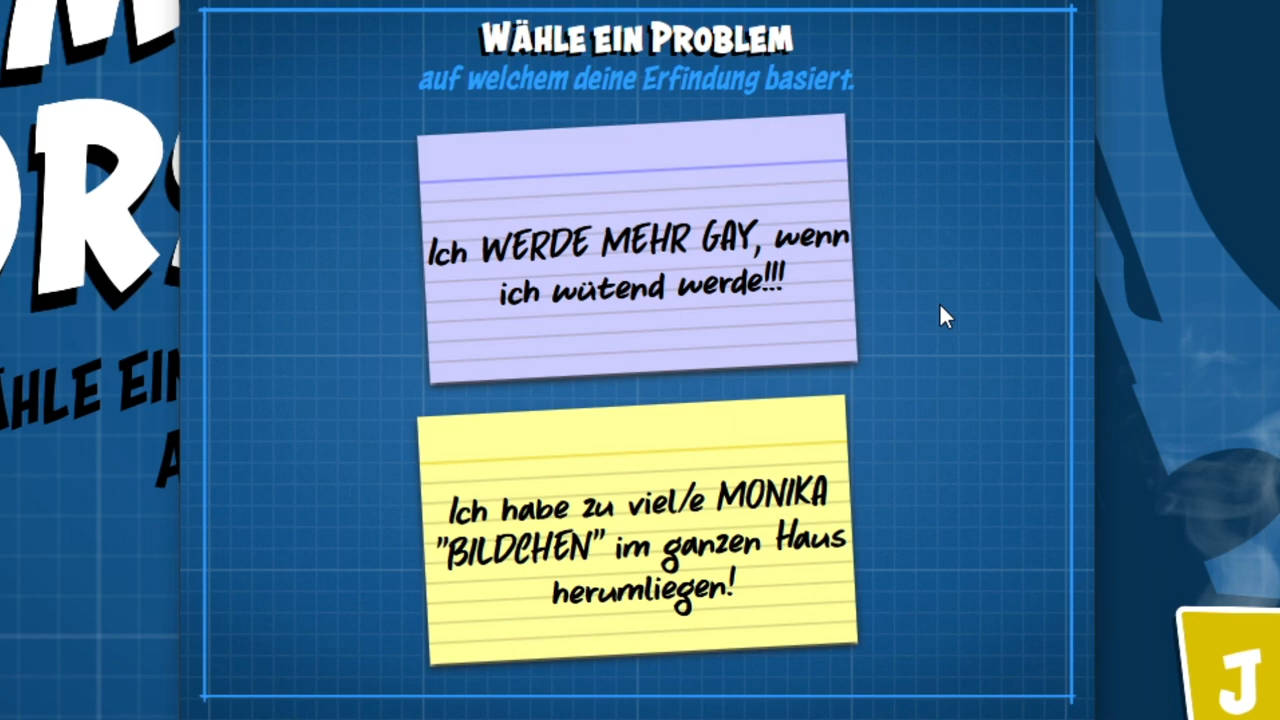 WÄHLE EIN PROBLEM
auf welchem deine Erfindung basiert.
Ich WERDE MEHR GAY, wenn
ich wütend werde!!!
Ich habe zu viel/e MONIKA
"BILDCHEN" im ganzen Haus
herumliegen!
J